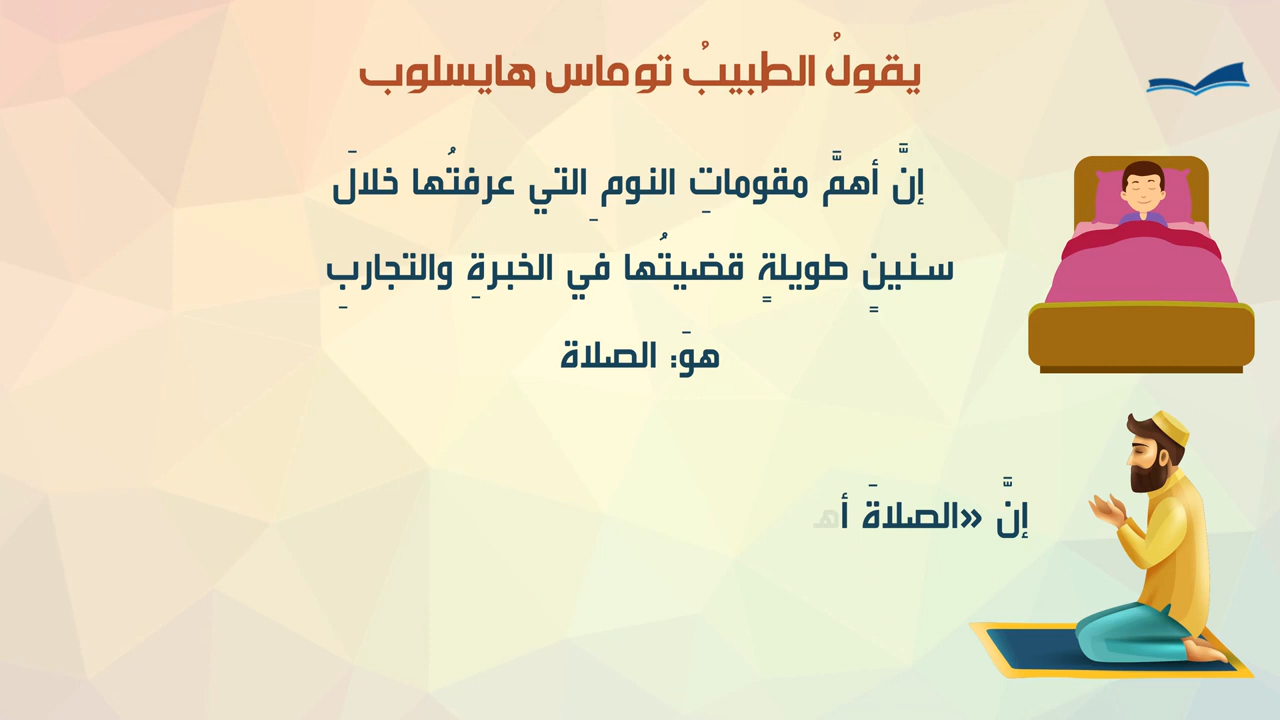 يقولُ الطبيبُ توماس هايسلوب
إنَّ أهمَّ مقوماتِ النومِ التي عرفتُها خلالَ
سنينٍ طويلةٍ قضيتُها في الخبرةِ والتجاربِ
هوَ: الصلاة
إنَّ «الصلاةَ أه